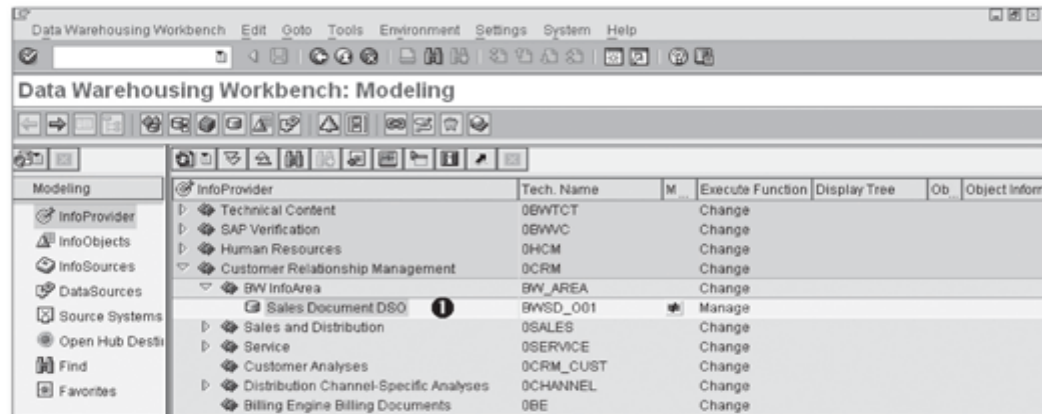 Data Warehousing Workbench Edit Goto Tools Environment Settings System Help
Data Warehousing Workbench: Modeling
Modeling
InfoProvider
InfoObjects
InfoSources
DataSources
Source Systems
Open Hub Desti
Find
Favorites
InfoProvider Tech. Name M... Execute Function Display Tree Ob... Object Inform
Technical Content 0BWTCT Change
SAP Verification 0BWVC Change
Human Resources 0HCM Change
Customer Relationship Management 0CRM Change
BW InfoArea BW_AREA Change
Sales Document DSO 1 BWSD_O01 Manage
Sales and Distribution 0SALES Change
Service 0SERVICE Change
Customer Analyses 0CRM_CUST Change
Distribution Channel-Specific Analyses 0CHANNEL Change
Billing Engine Billing Documents 0BE Change